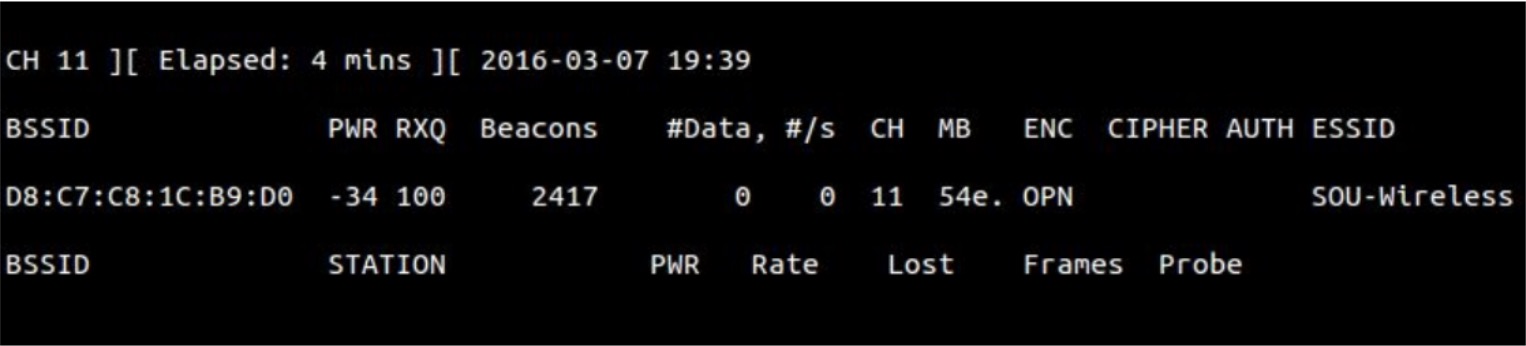 CH 11 ][ Elapsed: 4 mins ][ 2016-03-07 19:39
BSSID PWR RXQ Beacons #Data, #/s CH MB ENC CIPHER AUTH ESSID
D8:C7:C8:1C:B9:D0 -34 100 2417 0 0 11 54e. OPN SOU-Wireless
BSSID STATION PWR Rate Lost Frames Probe